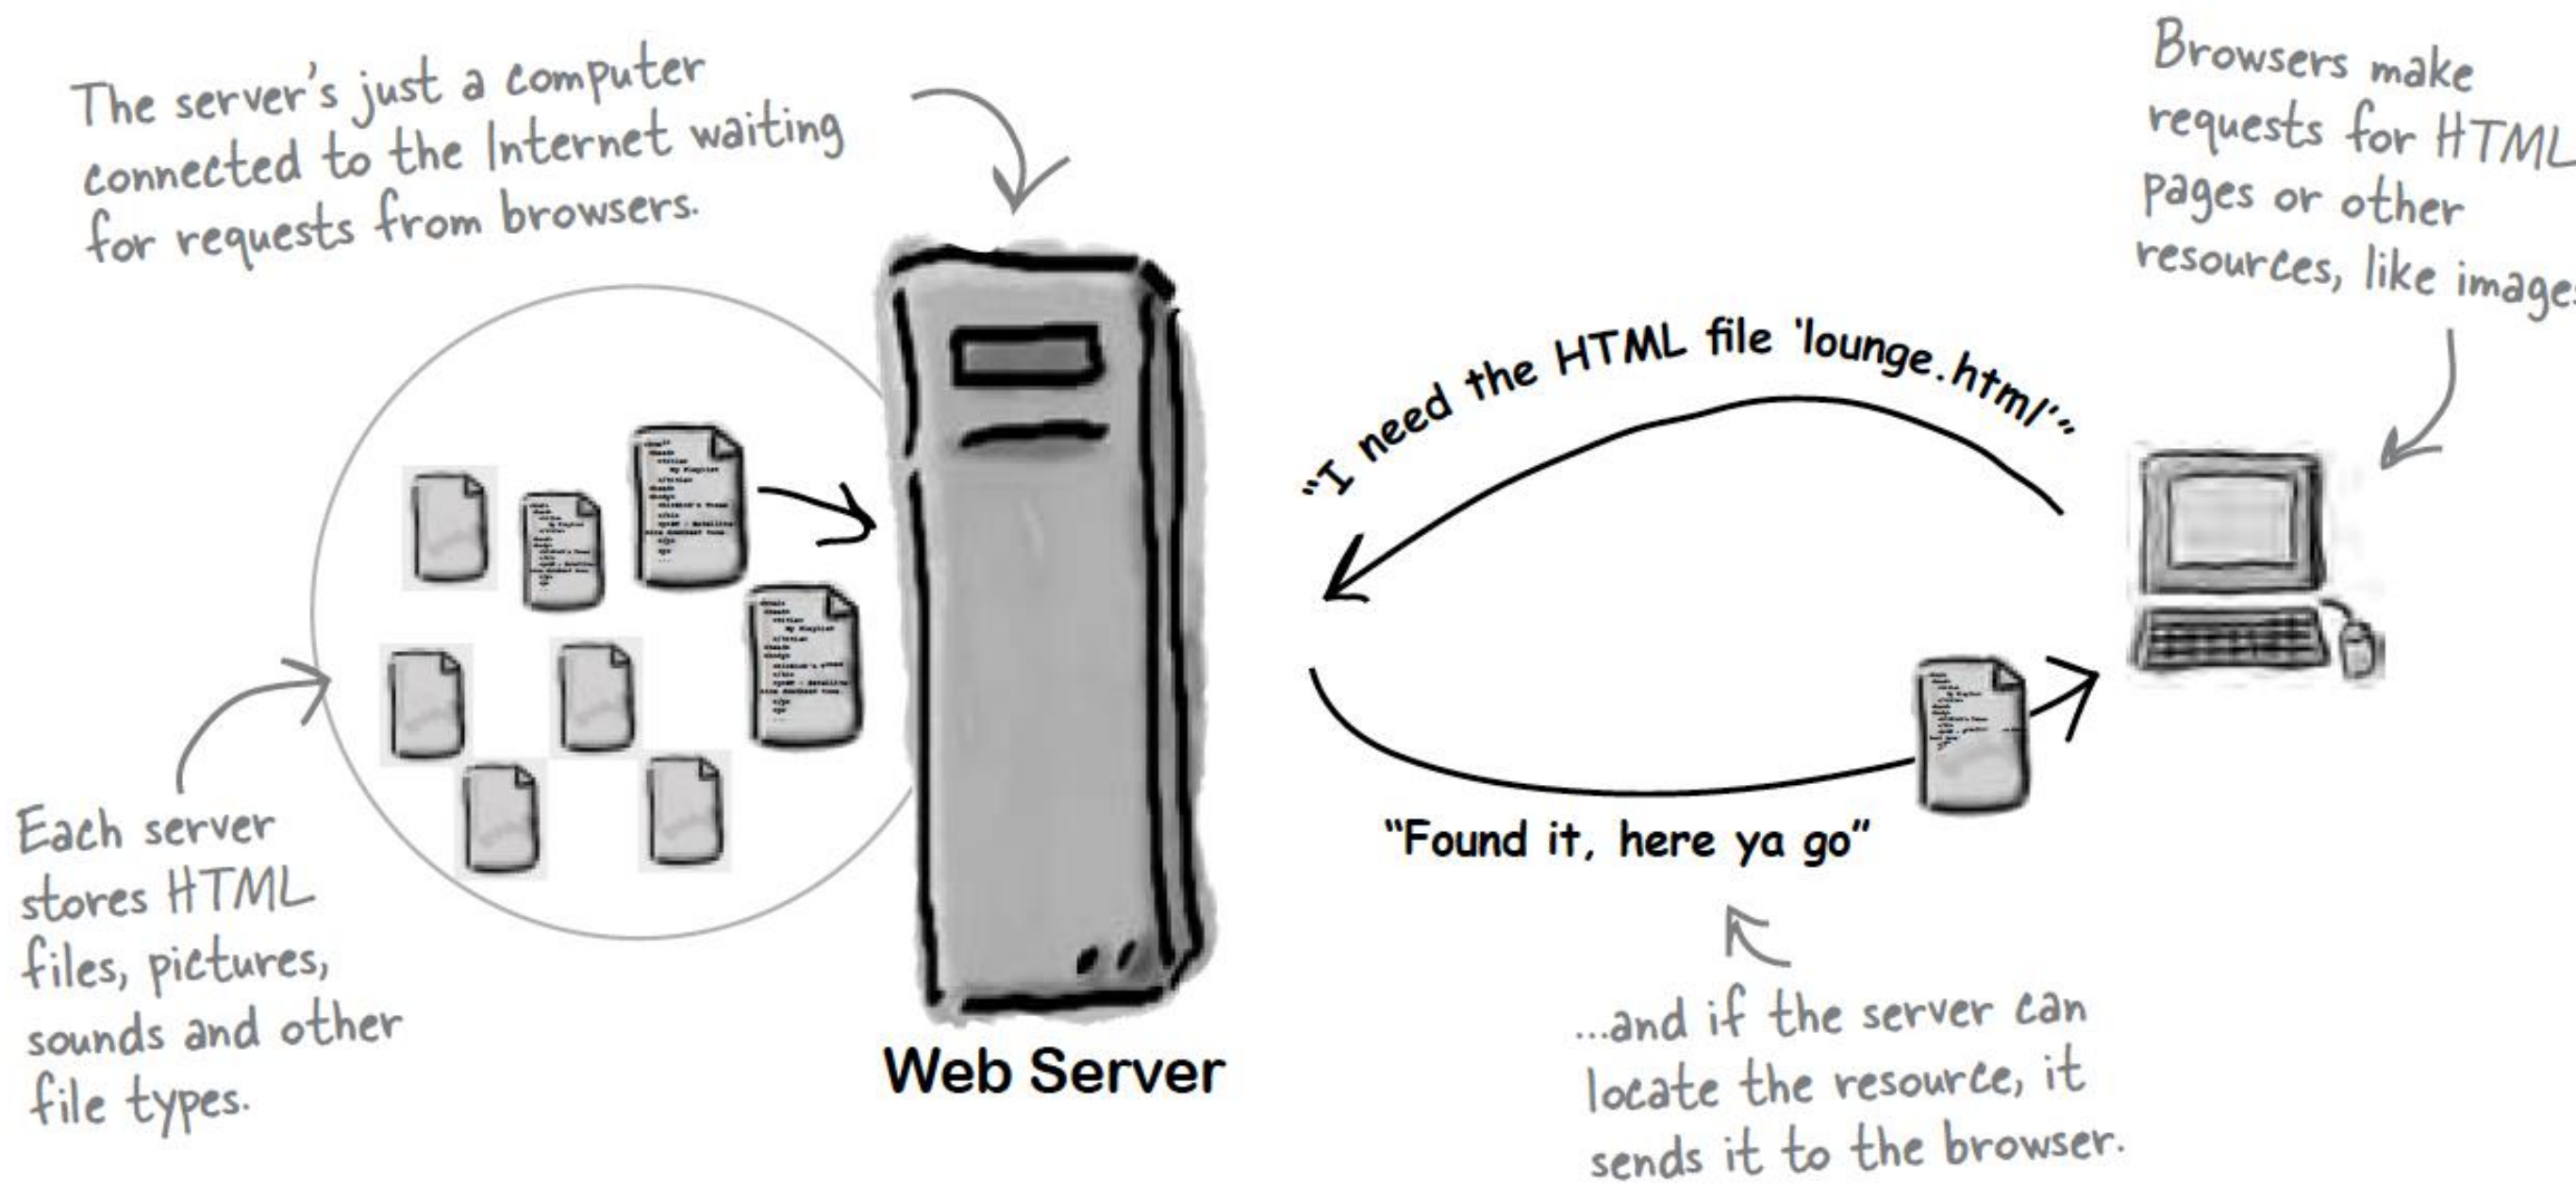 The server's just a computer
connected to the Internet waiting
for requests from browsers.
Browsers make
requests for HTML
pages or other
resources, like images
"I need the HTML file 'lounge.html'"
Each server
stores HTML
files, pictures,
sounds and other
file types.
"Found it, here ya go"
Web Server
...and if the server can
locate the resource, it
sends it to the browser.